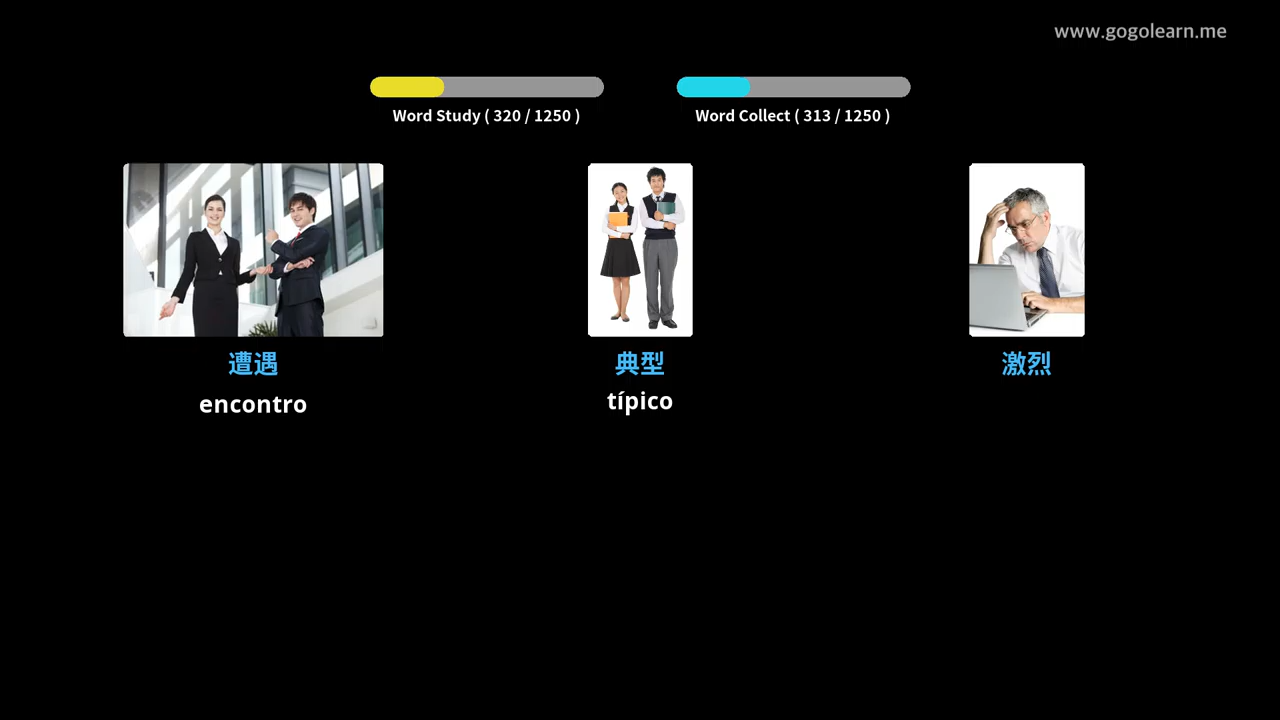 www.gogolearn.me
Word Study ( 320 / 1250 )
Word Collect ( 313 / 1250 )
遭遇
典型
激烈
encontro
típico